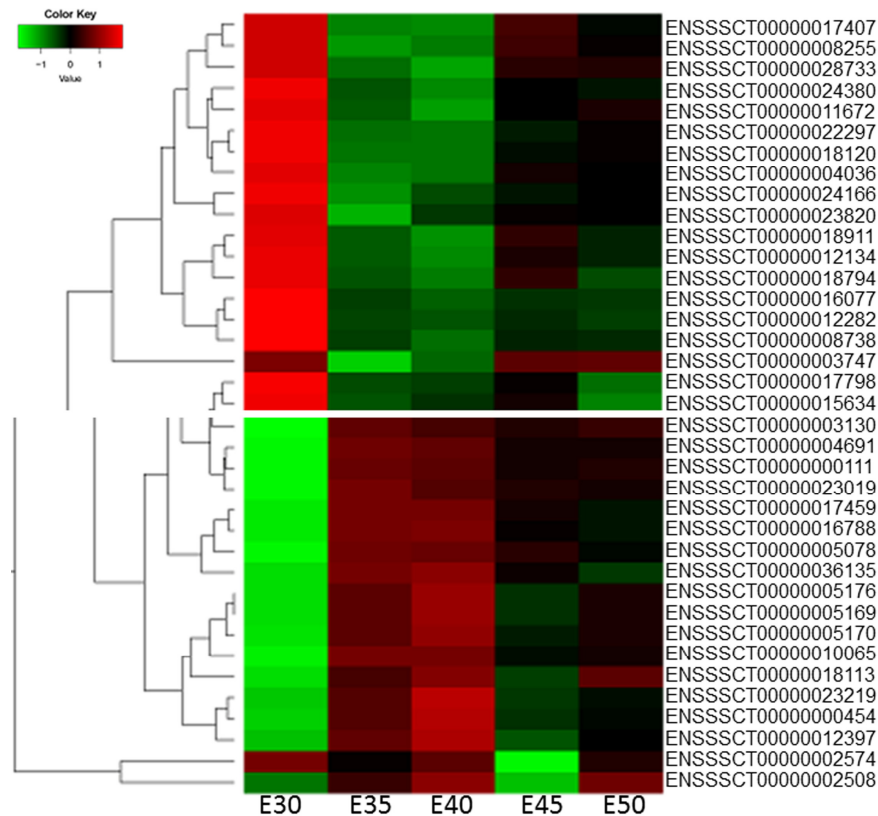 Color Key
−1 0 1
Value
ENSSSCT00000017407
ENSSSCT00000008255
ENSSSCT00000028733
ENSSSCT00000024380
ENSSSCT00000011672
ENSSSCT00000022297
ENSSSCT00000018120
ENSSSCT00000004036
ENSSSCT00000024166
ENSSSCT00000023820
ENSSSCT00000018911
ENSSSCT00000012134
ENSSSCT00000018794
ENSSSCT00000016077
ENSSSCT00000012282
ENSSSCT00000008738
ENSSSCT00000003747
ENSSSCT00000017798
ENSSSCT00000015634
ENSSSCT00000003130
ENSSSCT00000004691
ENSSSCT00000000111
ENSSSCT00000023019
ENSSSCT00000017459
ENSSSCT00000016788
ENSSSCT00000005078
ENSSSCT00000036135
ENSSSCT00000005176
ENSSSCT00000005169
ENSSSCT00000005170
ENSSSCT00000010065
ENSSSCT00000018113
ENSSSCT00000023219
ENSSSCT00000000454
ENSSSCT00000012397
ENSSSCT00000002574
ENSSSCT00000002508
E30 E35 E40 E45 E50